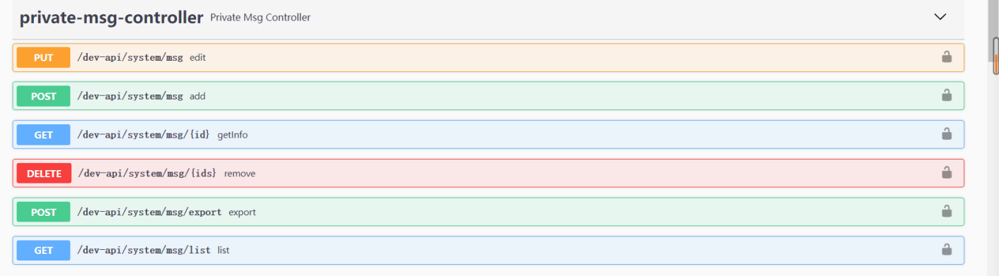 private-msg-controller Private Msg Controller
PUT /dev-api/system/msg edit
POST /dev-api/system/msg add
GET /dev-api/system/msg/{id} getInfo
DELETE /dev-api/system/msg/{ids} remove
POST /dev-api/system/msg/export export
GET /dev-api/system/msg/list list